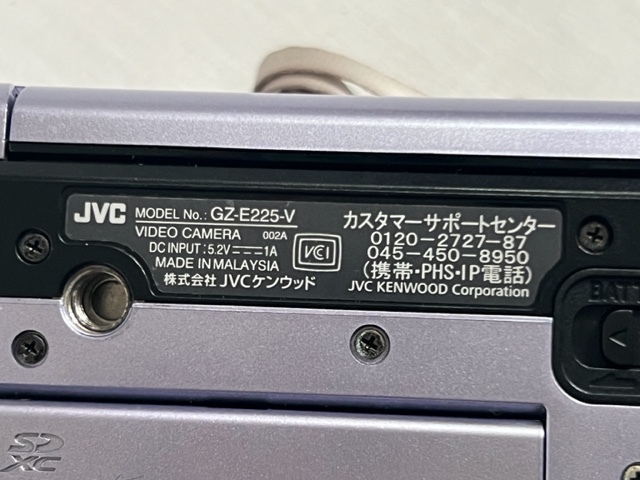 JVC MODEL No.: GZ-E225-V
VIDEO CAMERA 002A
DC INPUT : 5.2V⎓1A
MADE IN MALAYSIA
VCI
株式会社 JVCケンウッド
カスタマーサポートセンター
0120-2727-87
045-450-8950
(携帯・PHS・IP電話)
JVC KENWOOD Corporation
SD
XC